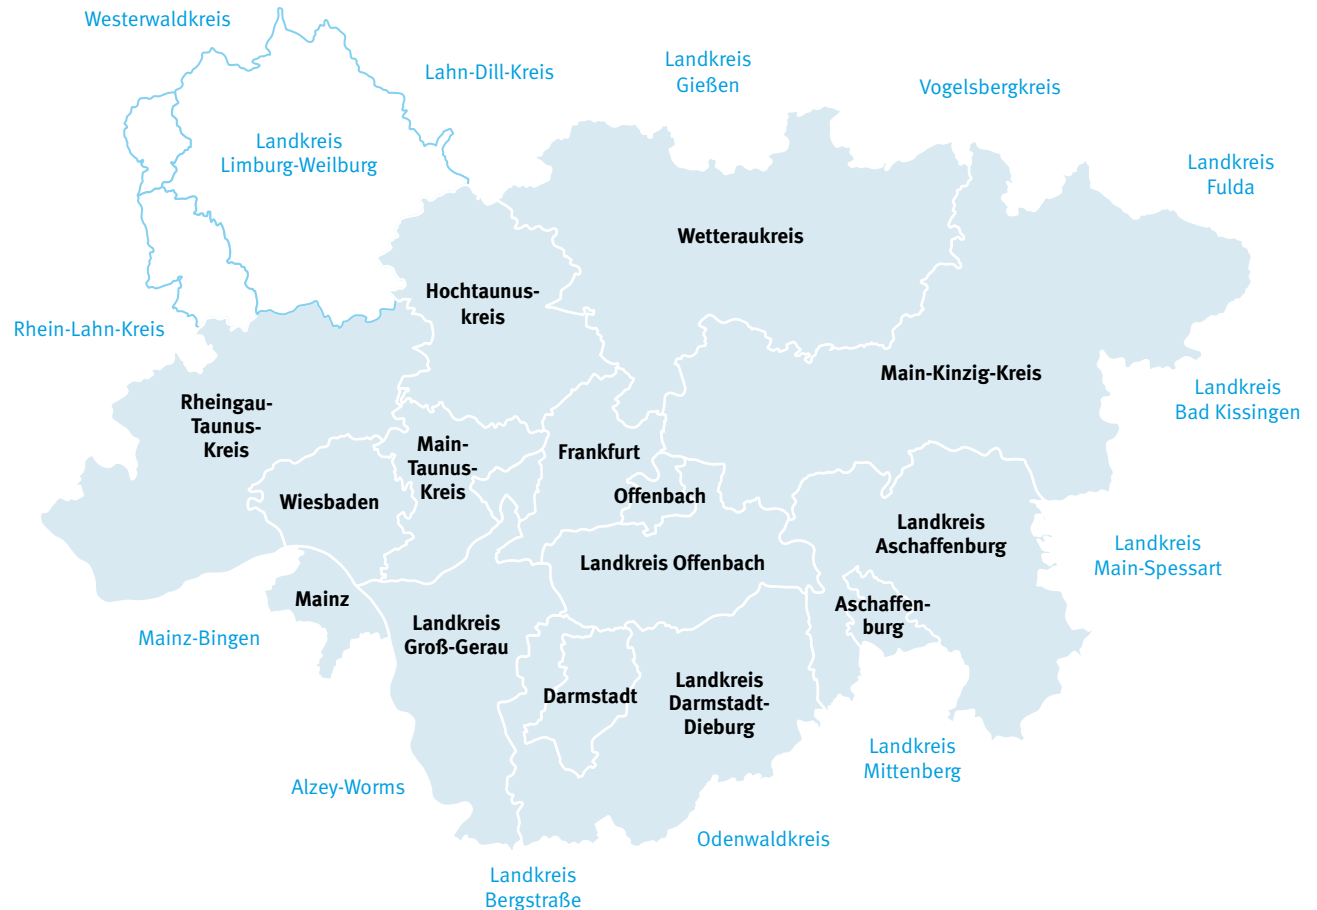 Westerwaldkreis
Lahn-Dill-Kreis
Landkreis
Gießen
Vogelsbergkreis
Landkreis
Limburg-Weilburg
Landkreis
Fulda
Wetteraukreis
Hochtaunus-
kreis
Rhein-Lahn-Kreis
Main-Kinzig-Kreis
Landkreis
Bad Kissingen
Rheingau-
Taunus-
Kreis
Main-
Taunus-
Kreis
Frankfurt
Wiesbaden
Offenbach
Landkreis
Aschaffenburg
Landkreis Offenbach
Landkreis
Main-Spessart
Mainz
Aschaffen-
burg
Mainz-Bingen
Landkreis
Groß-Gerau
Darmstadt
Landkreis
Darmstadt-
Dieburg
Landkreis
Mittenberg
Alzey-Worms
Odenwaldkreis
Landkreis
Bergstraße